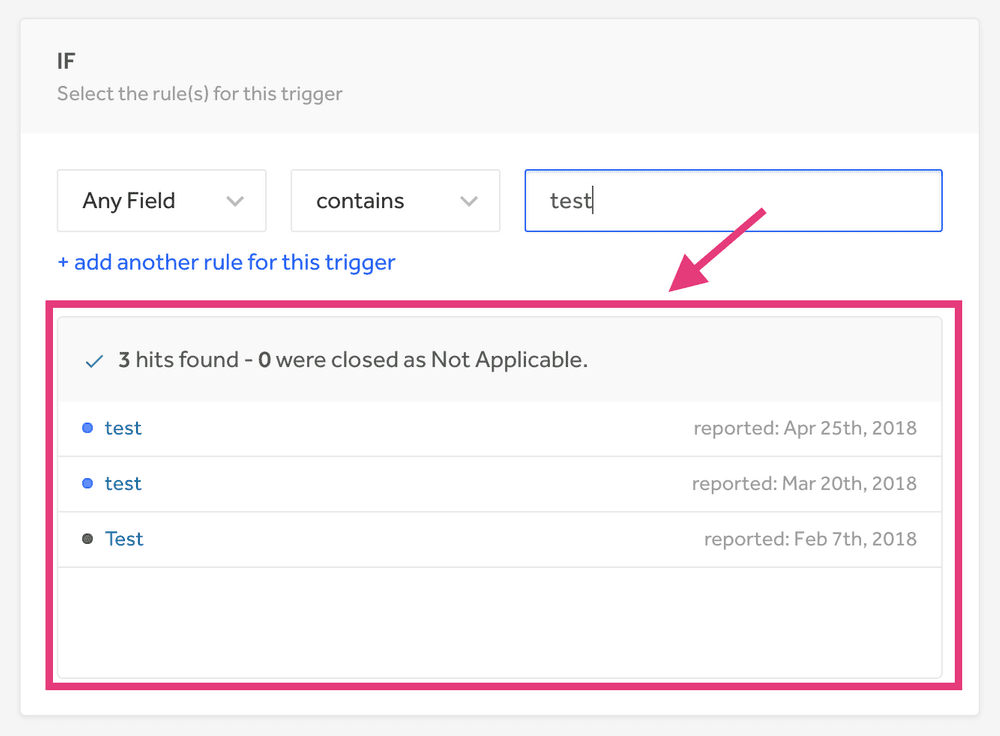 IF
Select the rule(s) for this trigger
Any Field contains test
+ add another rule for this trigger
3 hits found - 0 were closed as Not Applicable.
test reported: Apr 25th, 2018
test reported: Mar 20th, 2018
Test reported: Feb 7th, 2018